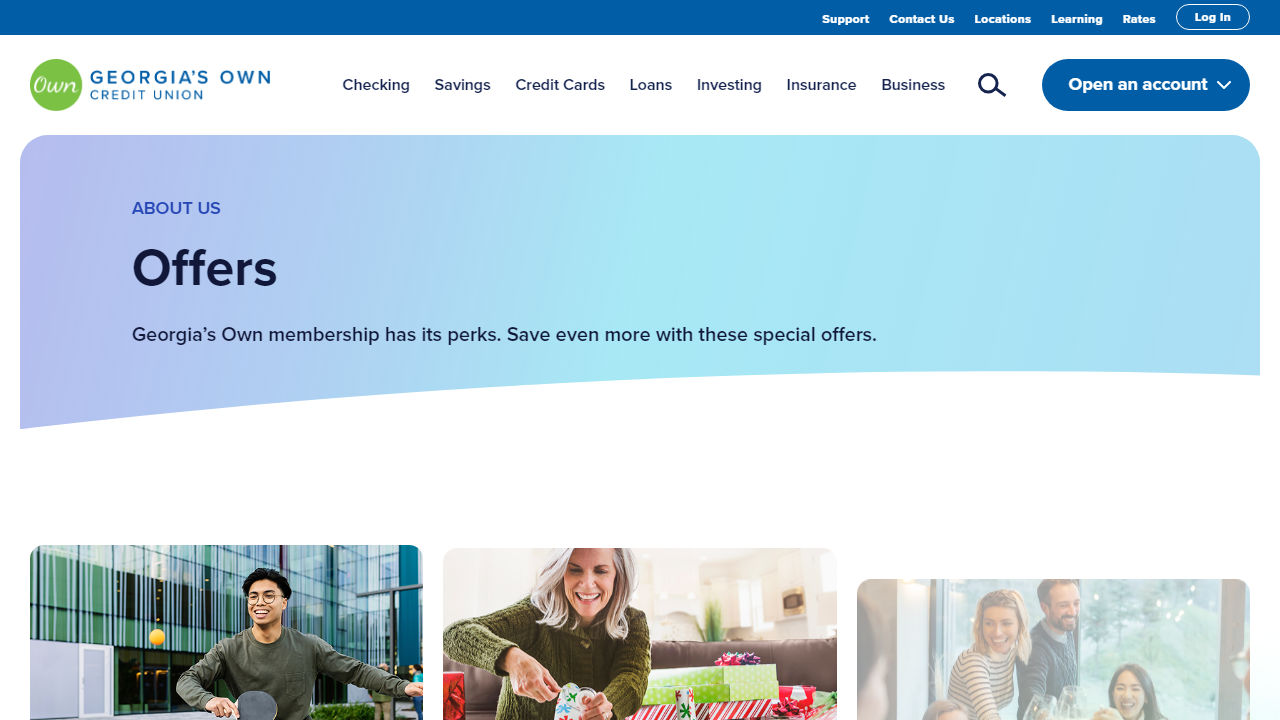 Support Contact Us Locations Learning Rates Log In
Own GEORGIA'S OWN
CREDIT UNION
Checking Savings Credit Cards Loans Investing Insurance Business Open an account
ABOUT US
Offers
Georgia’s Own membership has its perks. Save even more with these special offers.